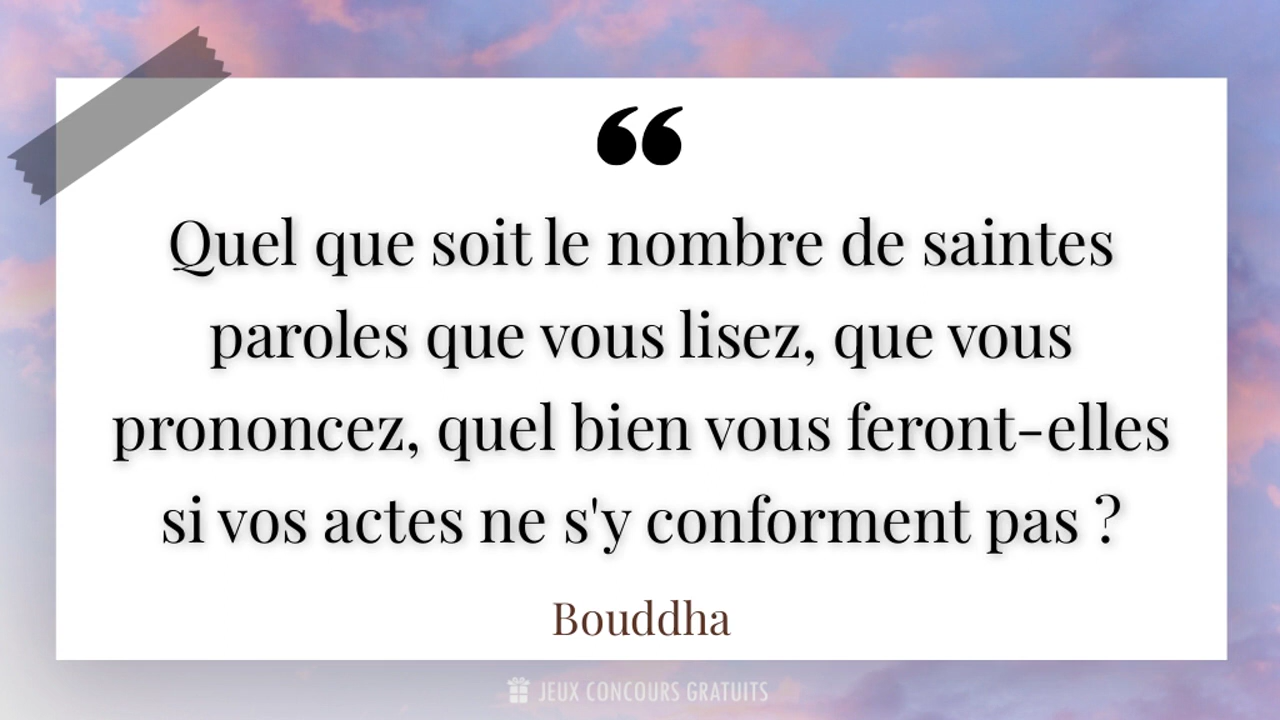 “
Quel que soit le nombre de saintes
paroles que vous lisez, que vous
prononcez, quel bien vous feront-elles
si vos actes ne s'y conforment pas ?
Bouddha
JEUX CONCOURS GRATUITS